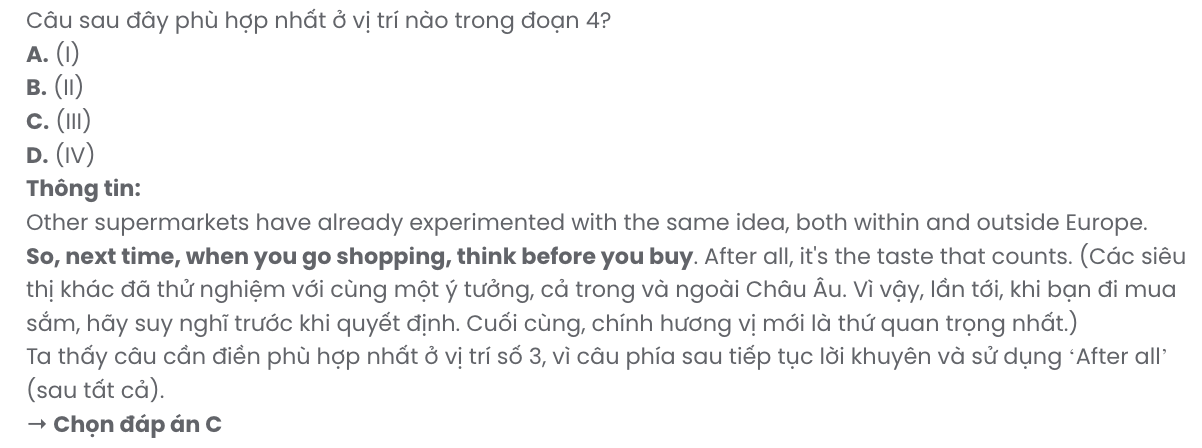 Câu sau đây phù hợp nhất ở vị trí nào trong đoạn 4?
A. (I)
B. (II)
C. (III)
D. (IV)
Thông tin:
Other supermarkets have already experimented with the same idea, both within and outside Europe.
So, next time, when you go shopping, think before you buy. After all, it's the taste that counts. (Các siêu
thị khác đã thử nghiệm với cùng một ý tưởng, cả trong và ngoài Châu Âu. Vì vậy, lần tới, khi bạn đi mua
sắm, hãy suy nghĩ trước khi quyết định. Cuối cùng, chính hương vị mới là thứ quan trọng nhất.)
Ta thấy câu cần điền phù hợp nhất ở vị trí số 3, vì câu phía sau tiếp tục lời khuyên và sử dụng ‘After all’
(sau tất cả).
→ Chọn đáp án C